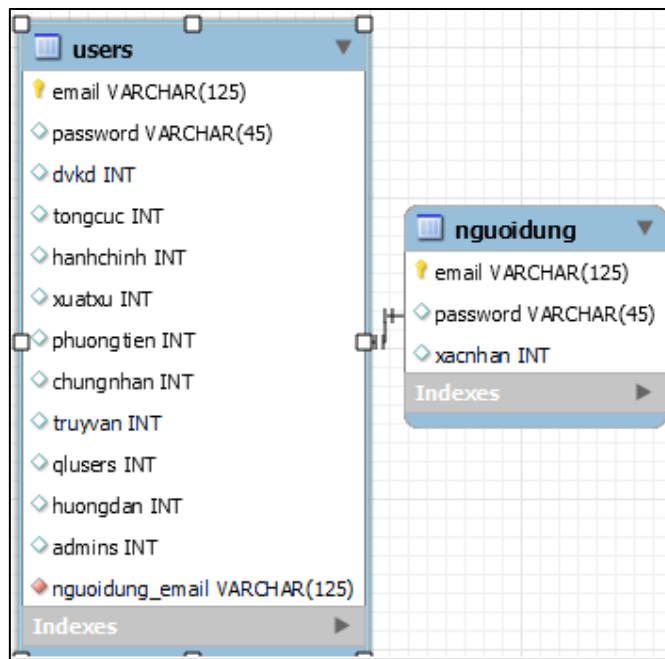 users
email VARCHAR(125)
password VARCHAR(45)
dvkd INT
tongcuc INT
hanhchinh INT
xuatxu INT
phuongtien INT
chungnhan INT
truyvan INT
qlusers INT
huongdan INT
admins INT
nguoidung_email VARCHAR(125)
Indexes
nguoidung
email VARCHAR(125)
password VARCHAR(45)
xacnhan INT
Indexes